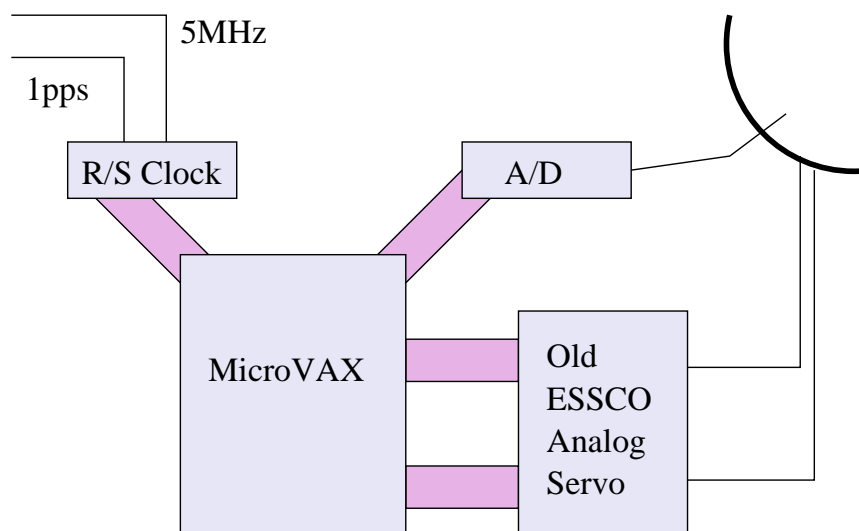 5MHz
1pps
R/S Clock
A/D
MicroVAX
Old
ESSCO
Analog
Servo